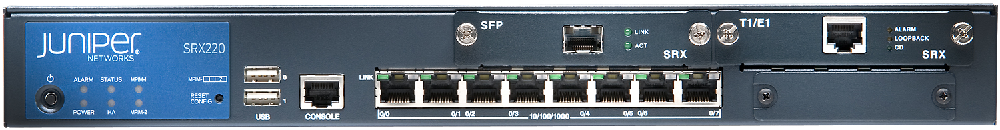 JUNIPER
NETWORKS
SRX220
ALARM STATUS MPIM-1
POWER HA MPIM-2
MPIM- 1 2
RESET
CONFIG
0
1
USB
CONSOLE
LINK
0/0 0/1 0/2 0/3 0/4 0/5 0/6 0/7
10/100/1000
SFP
LINK
ACT
SRX
T1/E1
ALARM
LOOPBACK
CD
SRX